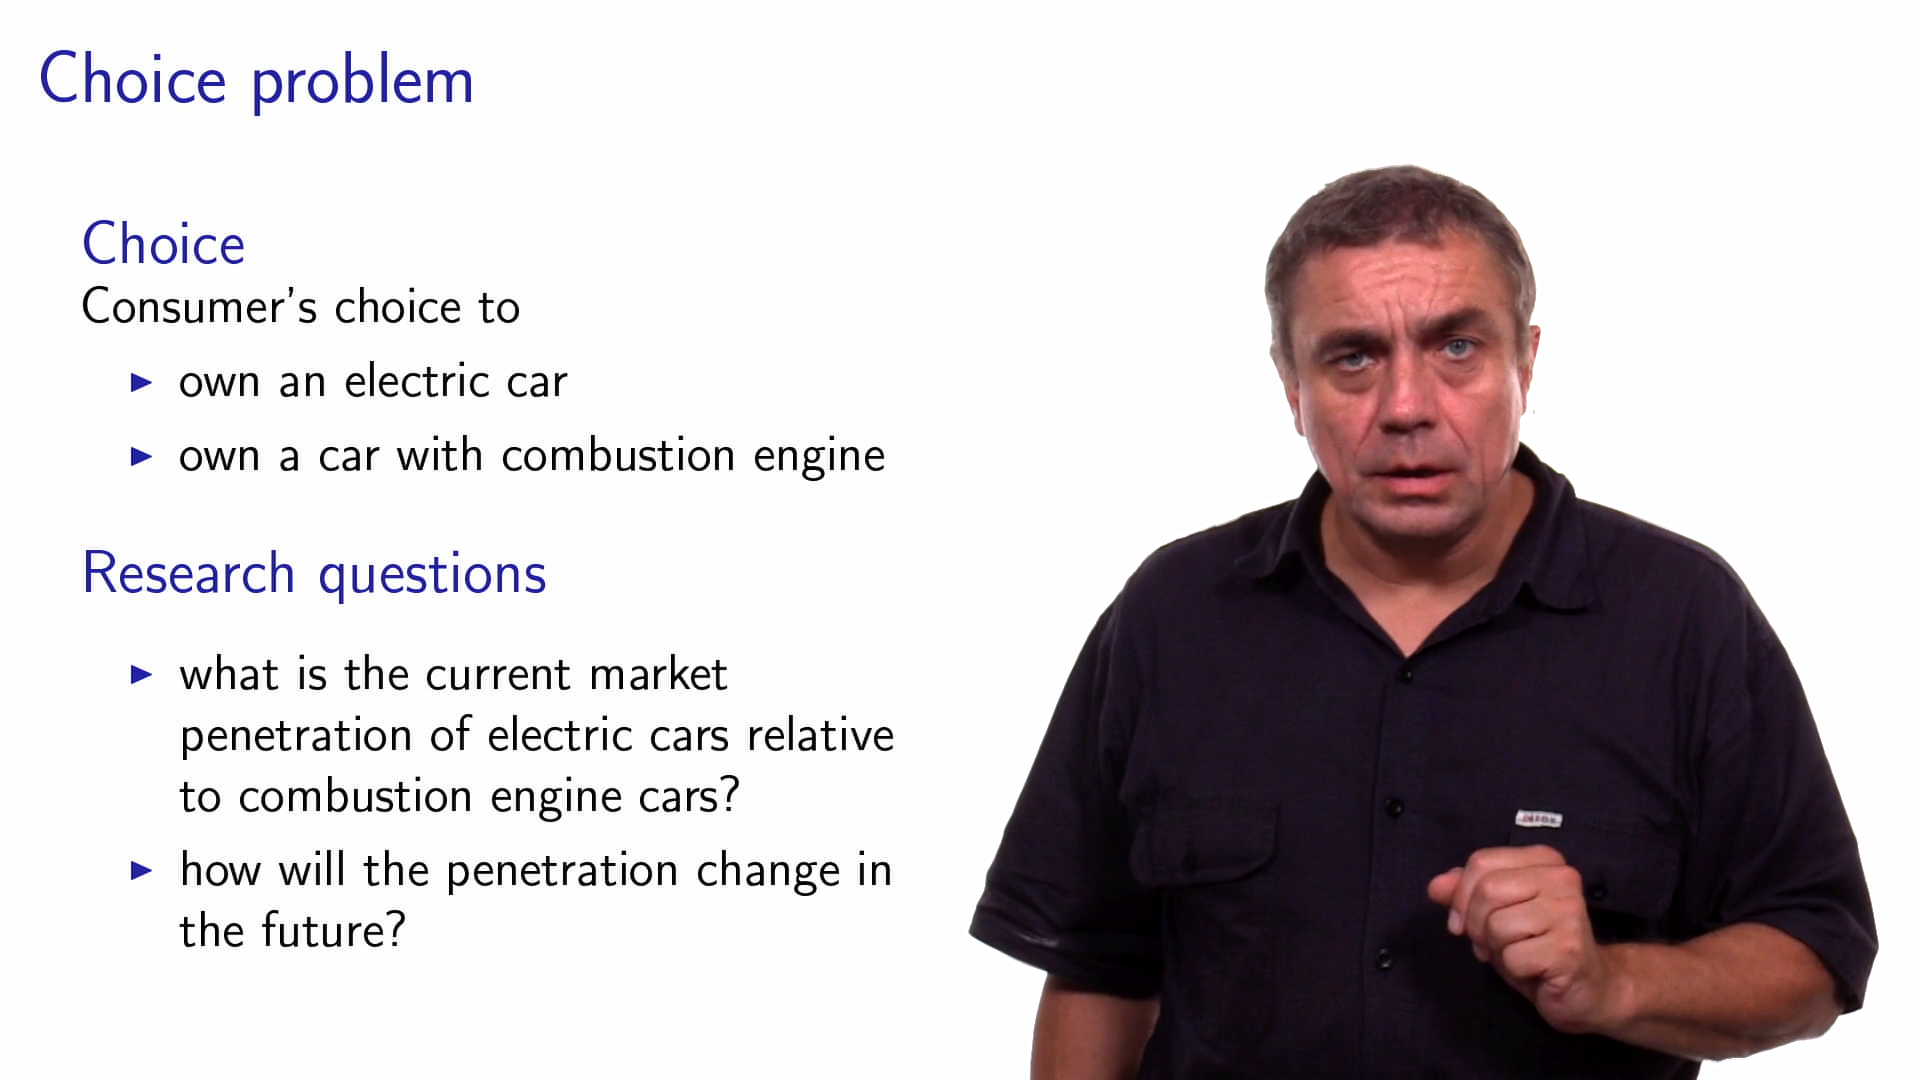 Choice problem
Choice
Consumer's choice to
▶ own an electric car
▶ own a car with combustion engine
Research questions
▶ what is the current market
penetration of electric cars relative
to combustion engine cars?
▶ how will the penetration change in
the future?